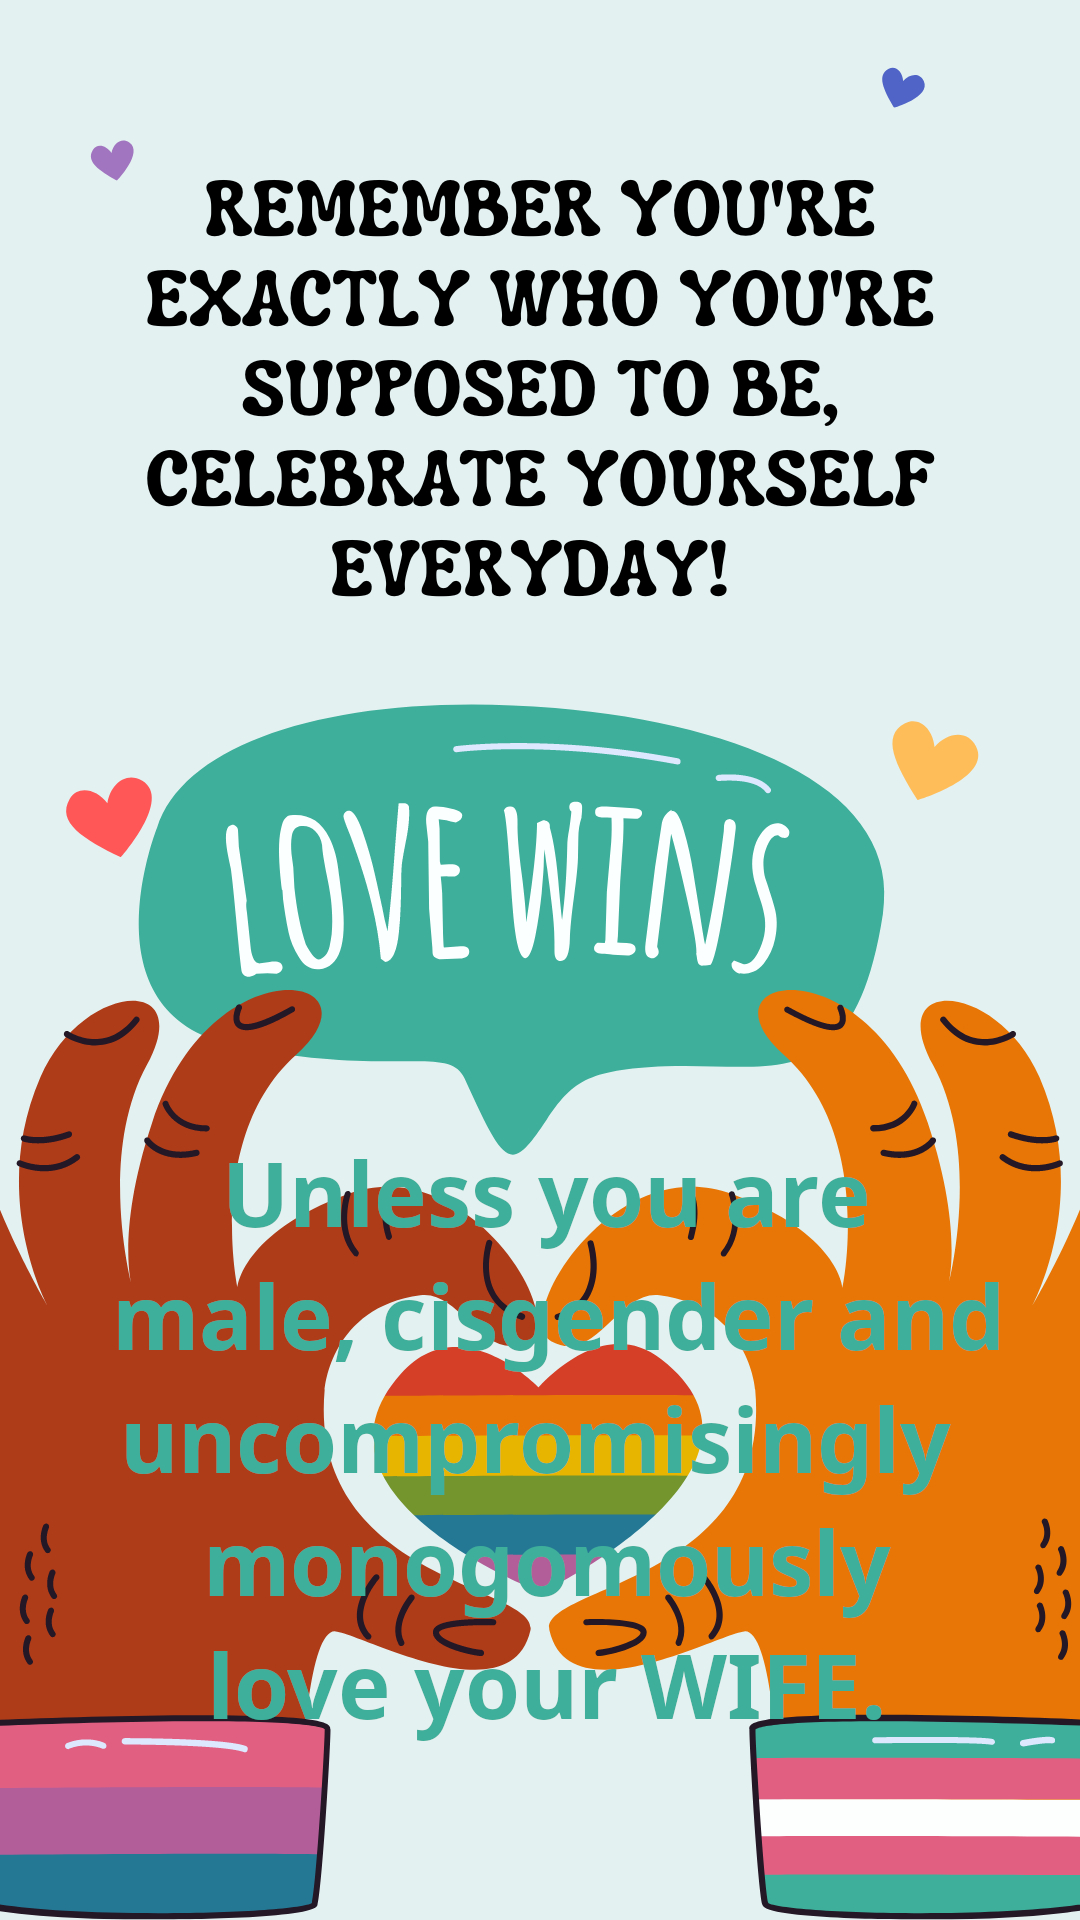 REMEMBER YOU'RE
EXACTLY WHO YOU'RE
SUPPOSED TO BE,
CELEBRATE YOURSELF
EVERYDAY!
LOVE WINS
Unless you are
male, cisgender and
uncompromisingly
monogomously
love your WIFE.